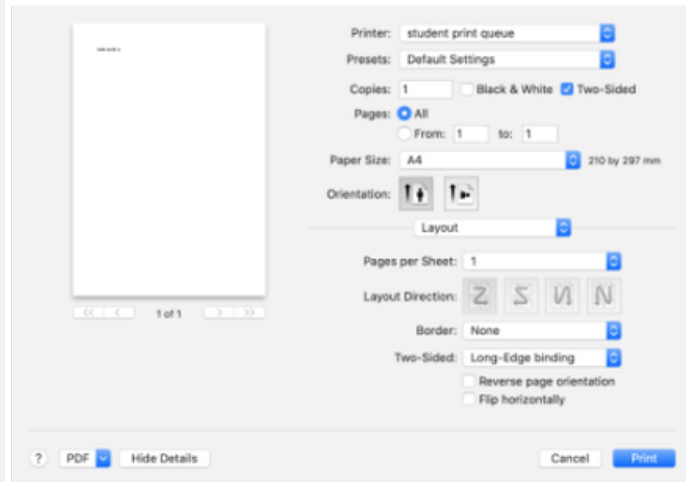 Printer: student print queue
Presets: Default Settings
Copies: 1 Black & White Two-Sided
Pages: All
From: 1 to: 1
Paper Size: A4 210 by 297 mm
Orientation:
Layout
Pages per Sheet: 1
Layout Direction:
Border: None
Two-Sided: Long-Edge binding
Reverse page orientation
Flip horizontally
<< < 1 of 1 > >>
? PDF Hide Details Cancel Print